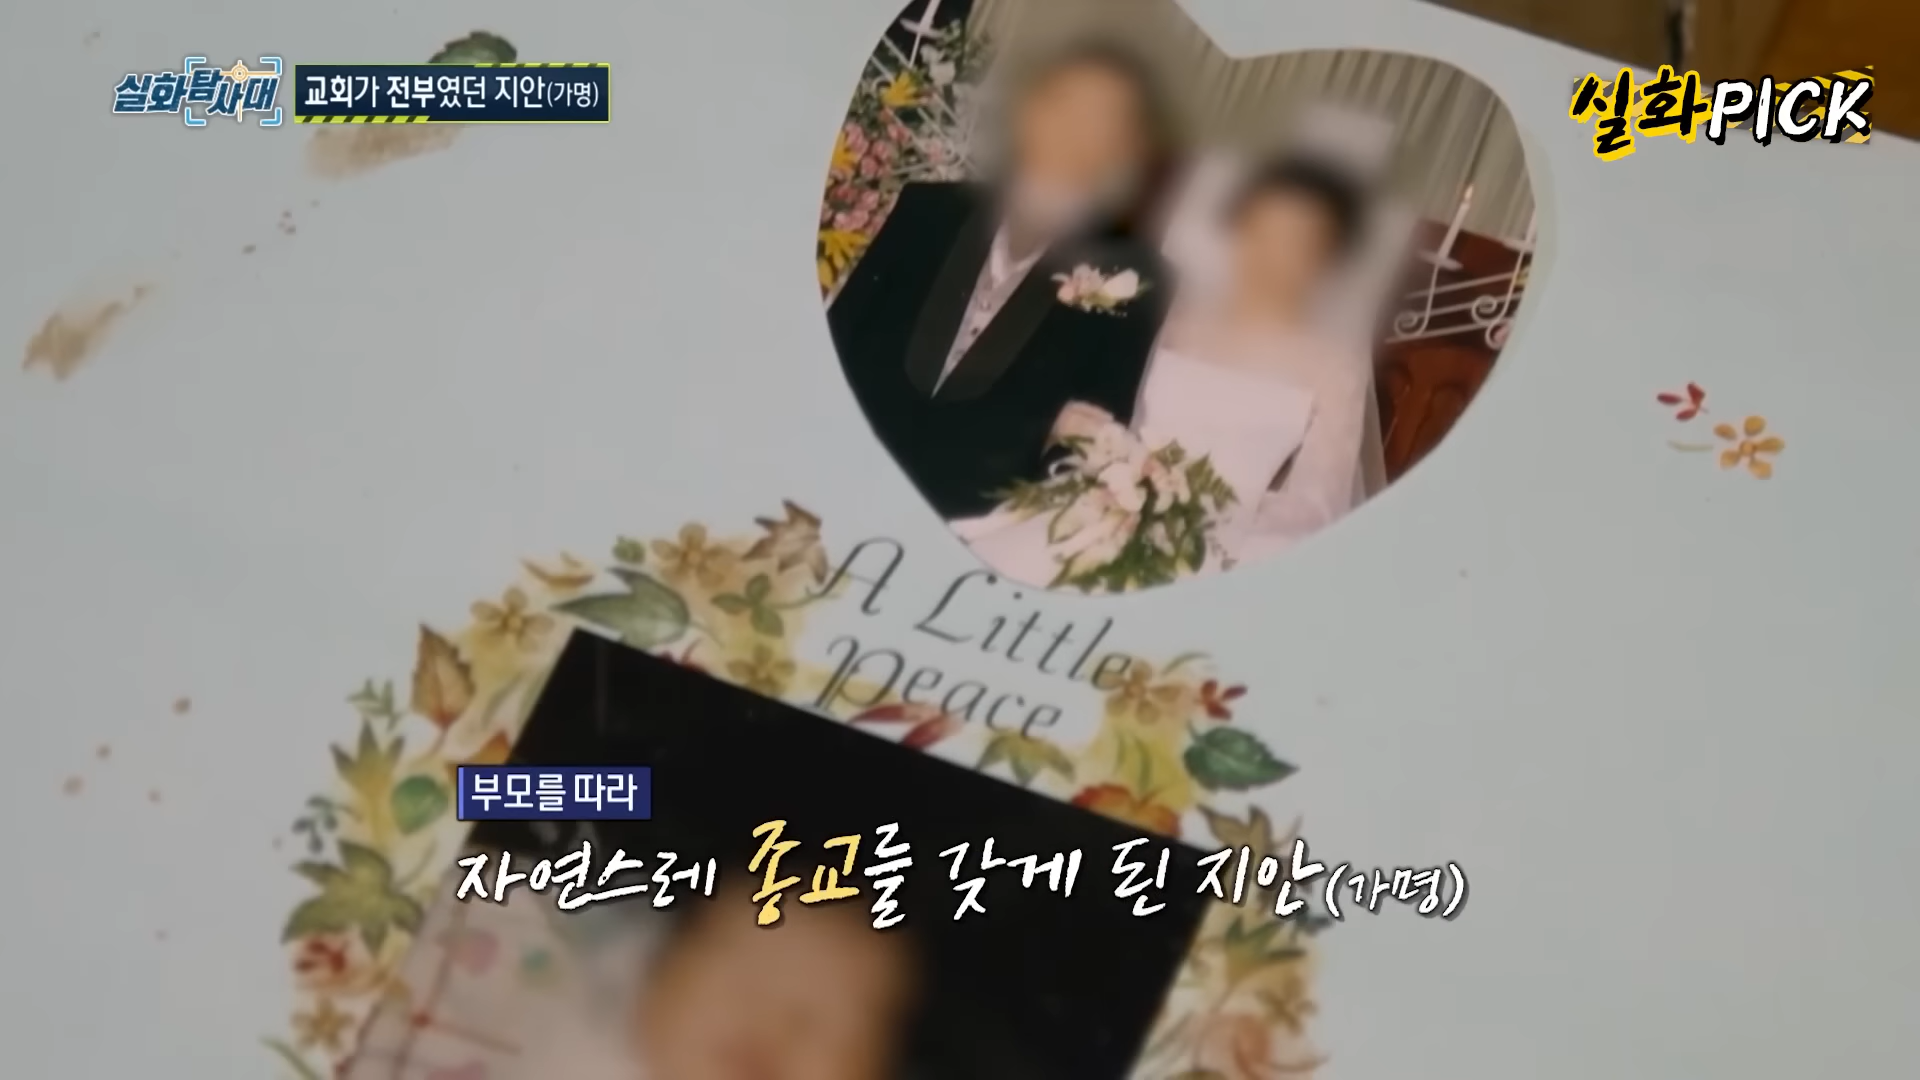 실화탐사대
교회가 전부였던 지안(가명)
실화PICK
A Little
Peace
부모를 따라
자연스레 종교를 갖게 된 지안(가명)